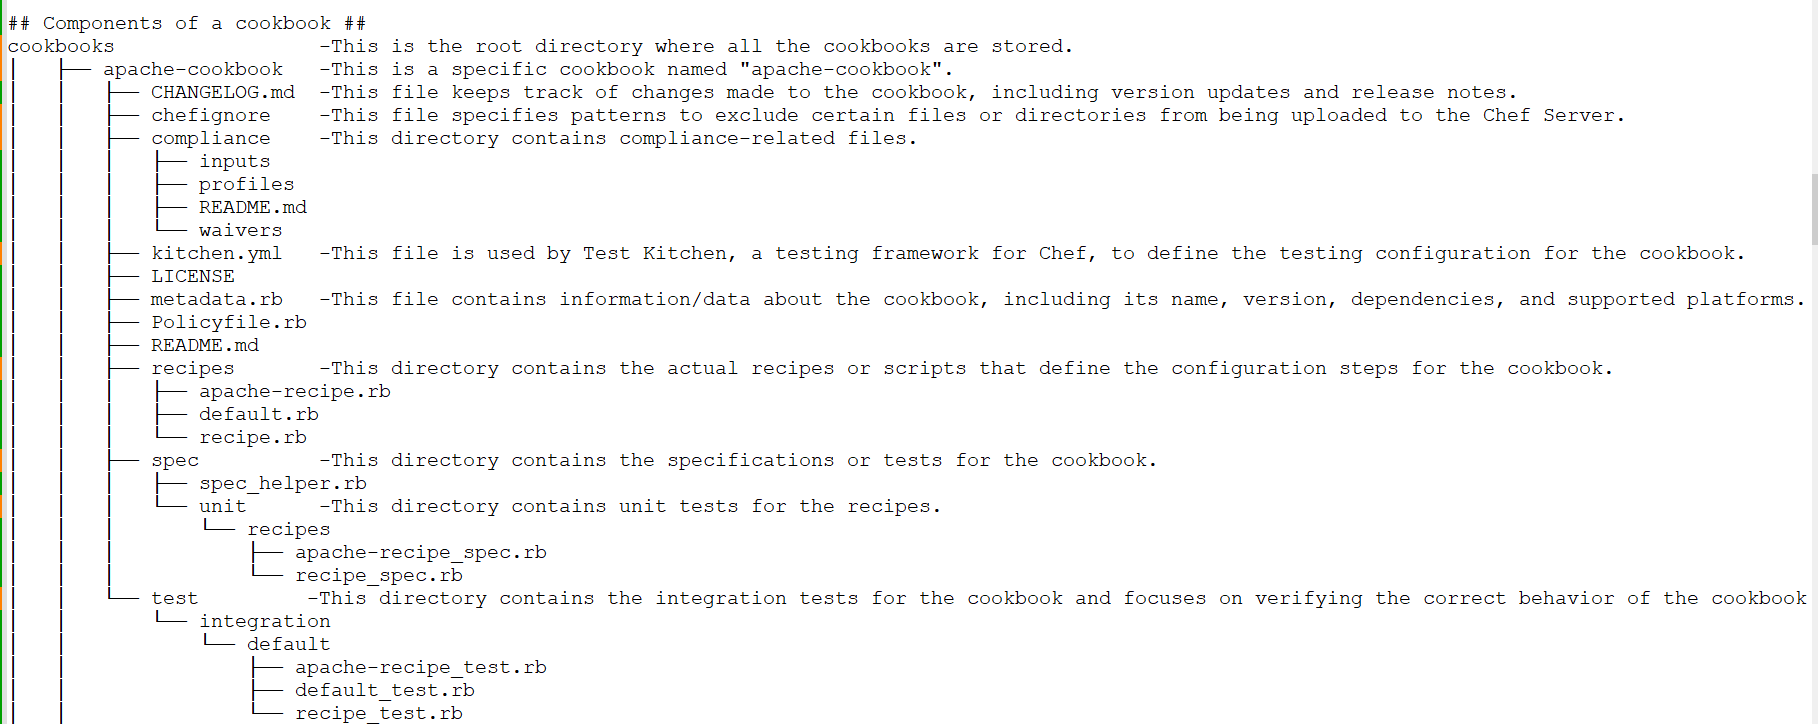 ## Components of a cookbook ##
cookbooks -This is the root directory where all the cookbooks are stored.
│   ├── apache-cookbook -This is a specific cookbook named "apache-cookbook".
│   │   ├── CHANGELOG.md -This file keeps track of changes made to the cookbook, including version updates and release notes.
│   │   ├── chefignore -This file specifies patterns to exclude certain files or directories from being uploaded to the Chef Server.
│   │   ├── compliance -This directory contains compliance-related files.
│   │   │   ├── inputs
│   │   │   ├── profiles
│   │   │   ├── README.md
│   │   │   └── waivers
│   │   ├── kitchen.yml -This file is used by Test Kitchen, a testing framework for Chef, to define the testing configuration for the cookbook.
│   │   ├── LICENSE
│   │   ├── metadata.rb -This file contains information/data about the cookbook, including its name, version, dependencies, and supported platforms.
│   │   ├── Policyfile.rb
│   │   ├── README.md
│   │   ├── recipes -This directory contains the actual recipes or scripts that define the configuration steps for the cookbook.
│   │   │   ├── apache-recipe.rb
│   │   │   ├── default.rb
│   │   │   └── recipe.rb
│   │   ├── spec -This directory contains the specifications or tests for the cookbook.
│   │   │   ├── spec_helper.rb
│   │   │   └── unit -This directory contains unit tests for the recipes.
│   │   │       └── recipes
│   │   │           ├── apache-recipe_spec.rb
│   │   │           └── recipe_spec.rb
│   │   └── test -This directory contains the integration tests for the cookbook and focuses on verifying the correct behavior of the cookbook
│   │       └── integration
│   │           └── default
│   │               ├── apache-recipe_test.rb
│   │               ├── default_test.rb
│   │               └── recipe_test.rb